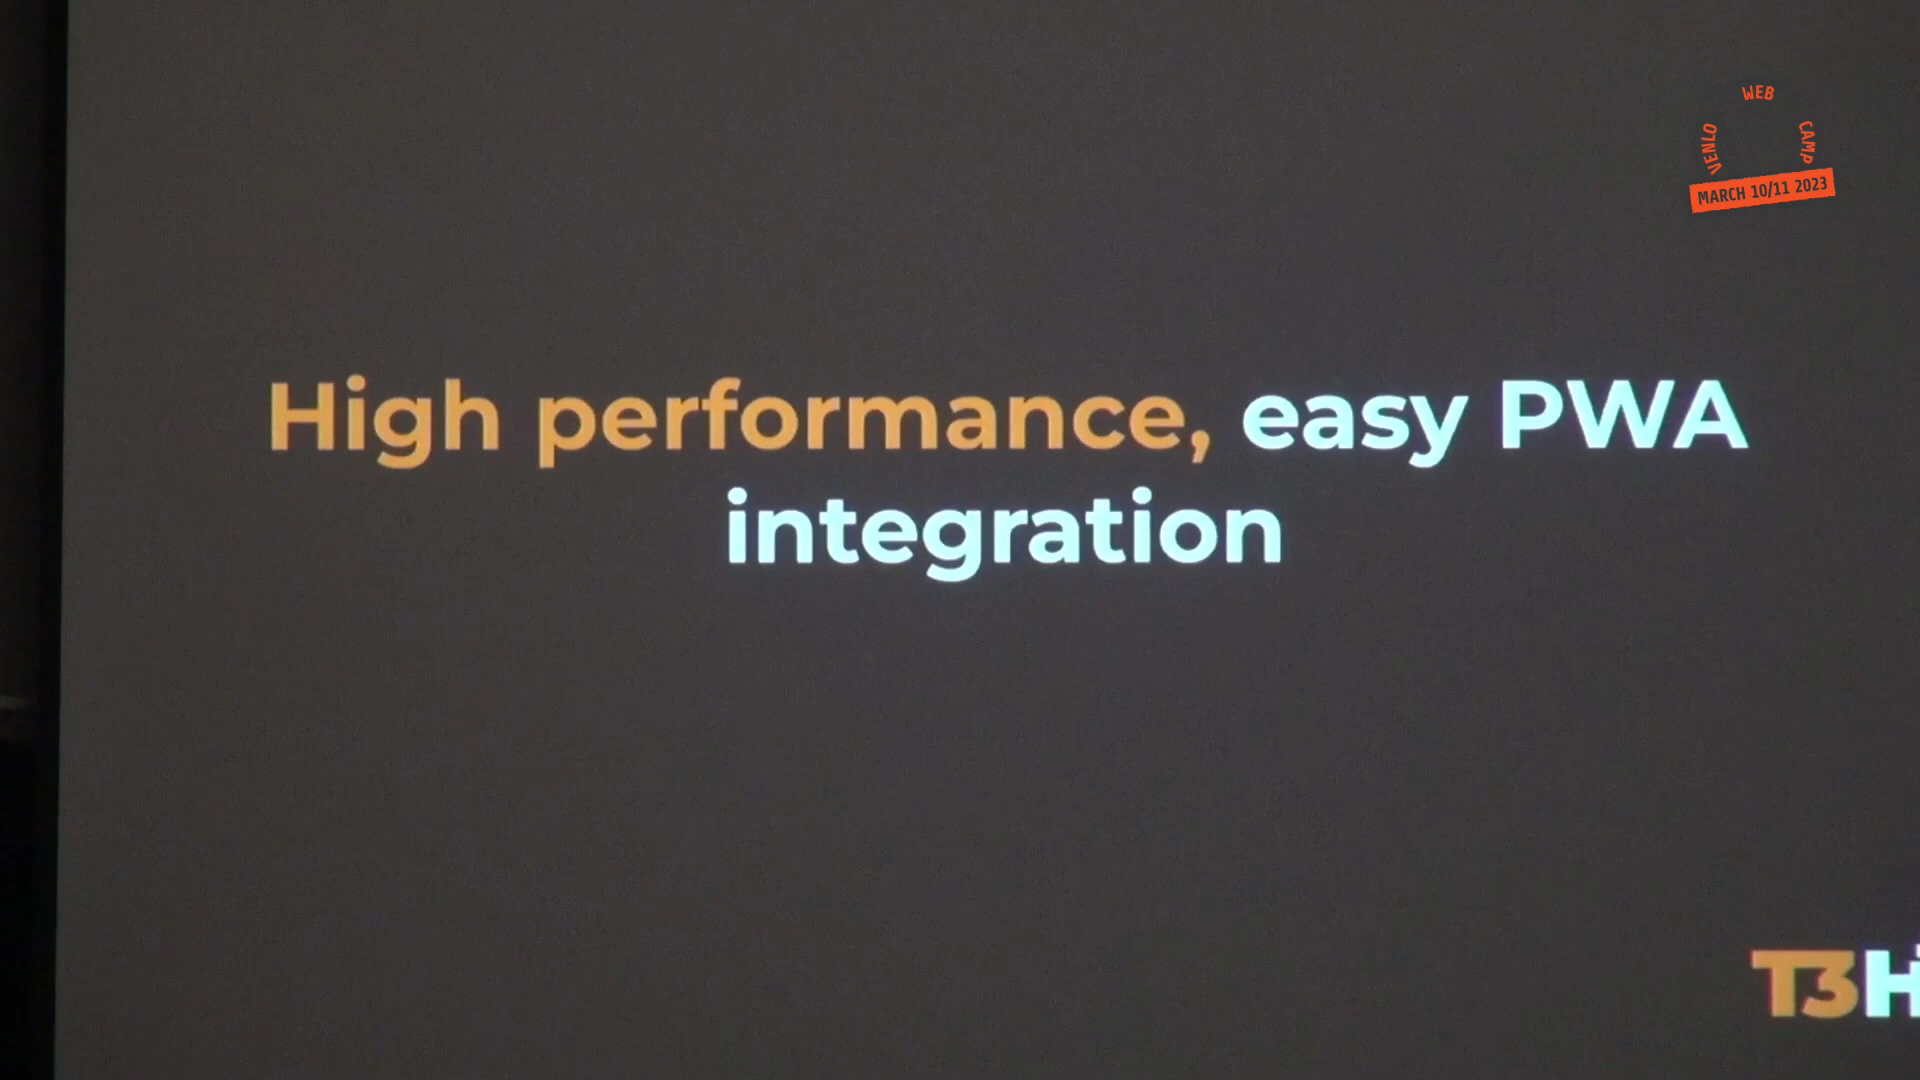 WEB
VENLO
CAMP
MARCH 10/11 2023
High performance, easy PWA
integration
T3H